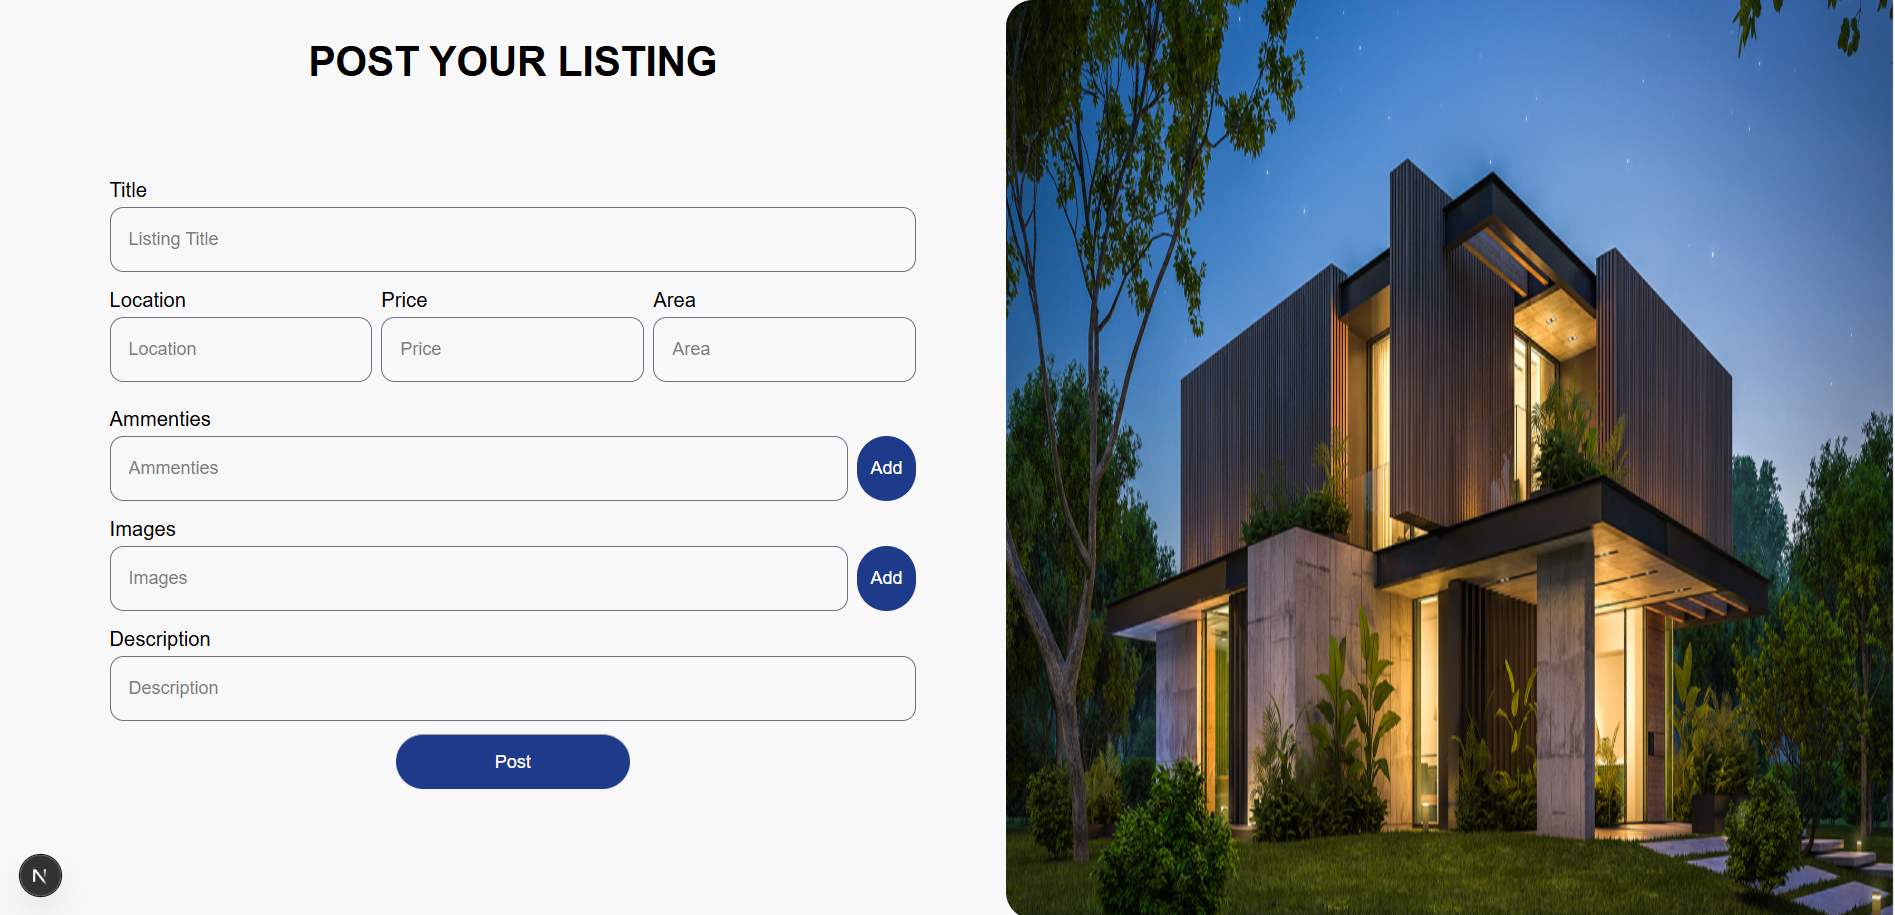 POST YOUR LISTING
Title
Listing Title
Location Price Area
Location Price Area
Ammenties
Ammenties Add
Images
Images Add
Description
Description
Post
N